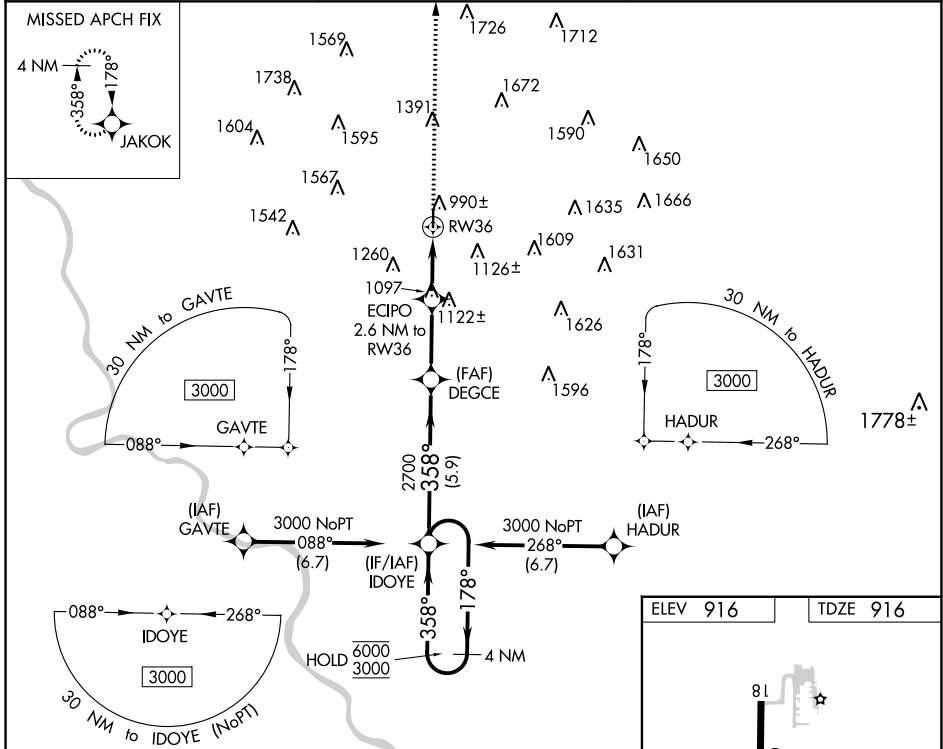 MISSED APCH FIX
4 NM
358°
178°
JAKOK
1726
1712
1569
1738
1391
1672
1604
1595
1590
1650
1567
1542
990±
RW36
1635
1666
1260
1126±
1609
1631
1097
ECIPO
2.6 NM to
RW36
1122±
1626
1596
1778±
30 NM to GAVTE
178°
3000
GAVTE
088°
(FAF)
DEGCE
30 NM to HADUR
178°
3000
HADUR
268°
2700
358°
(5.9)
(IAF)
GAVTE
3000 NoPT
088°
(6.7)
(IF/IAF)
IDOYE
3000 NoPT
268°
(6.7)
(IAF)
HADUR
358°
178°
HOLD 6000
3000
4 NM
088°
268°
IDOYE
3000
30 NM to IDOYE (NoPT)
ELEV 916
TDZE 916
18